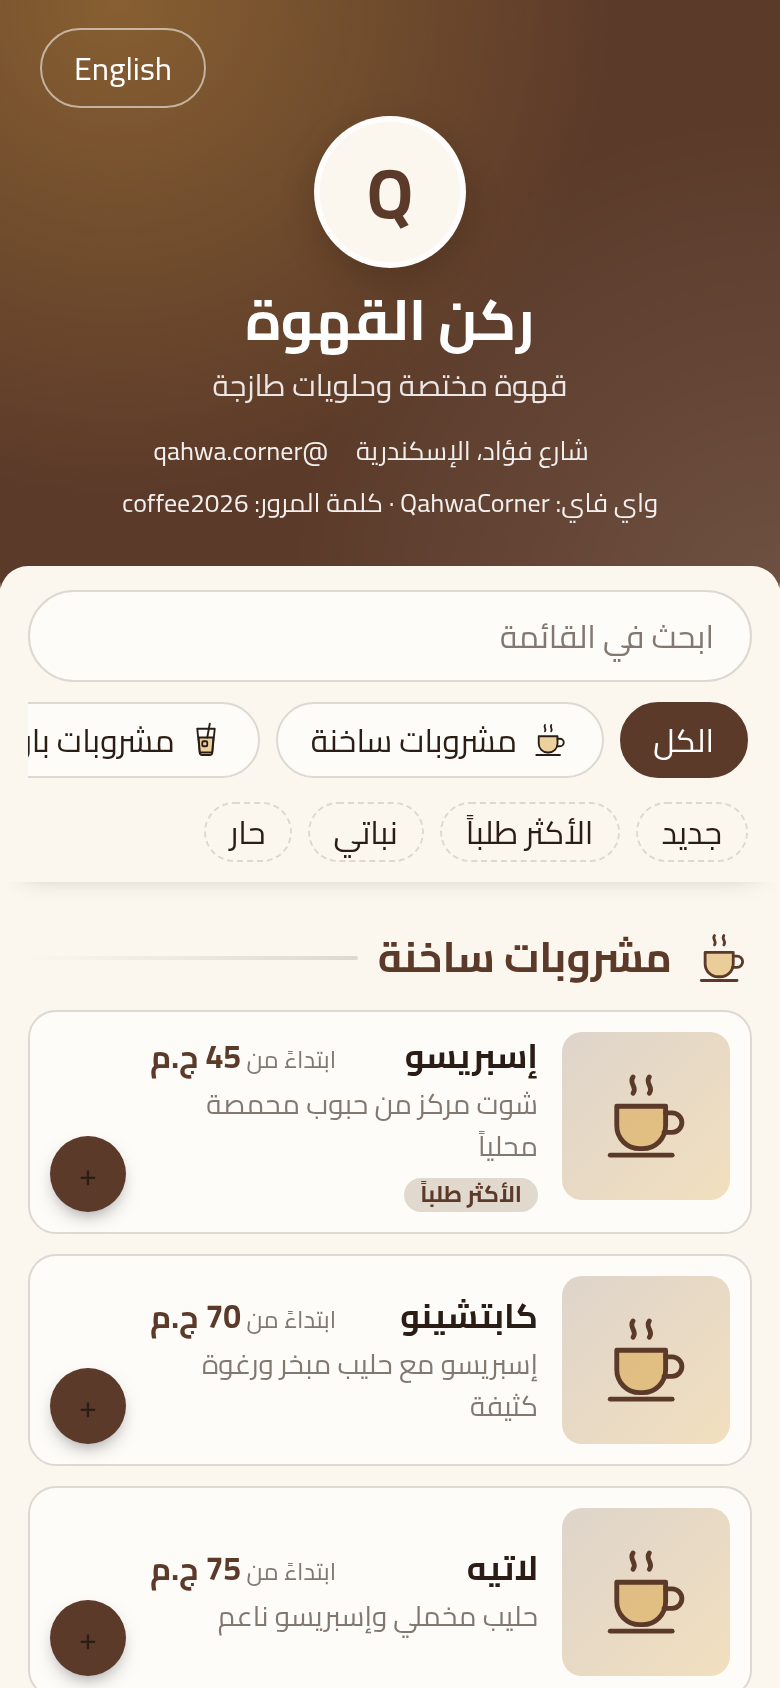 English
Q
ركن القهوة
قهوة مختصة وحلويات طازجة
شارع فؤاد، الإسكندرية @qahwa.corner
واي فاي: QahwaCorner · كلمة المرور: coffee2026
ابحث في القائمة
الكل مشروبات ساخنة مشروبات
جديد الأكثر طلباً نباتي حار
مشروبات ساخنة
إسبريسو ابتداءً من 45 ج.م
شوت مركز من حبوب محمصة
محلياً
+
الأكثر طلباً
كابتشينو ابتداءً من 70 ج.م
إسبريسو مع حليب مبخر ورغوة
كثيفة
+
لاتيه ابتداءً من 75 ج.م
حليب مخملي وإسبريسو ناعم
+